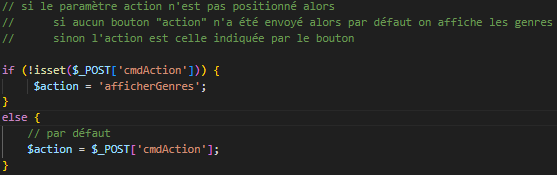 // si le paramètre action n'est pas positionné alors
//      si aucun bouton "action" n'a été envoyé alors par défaut on affiche les genres
//      sinon l'action est celle indiquée par le bouton

if (!isset($_POST['cmdAction'])) {
     $action = 'afficherGenres';
}
else {
    // par défaut
    $action = $_POST['cmdAction'];
}